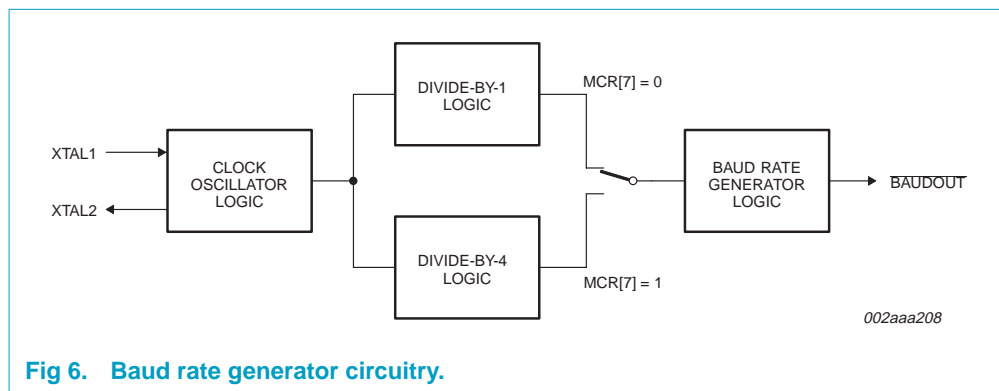 DIVIDE-BY-1
LOGIC
MCR[7] = 0
XTAL1
XTAL2
CLOCK
OSCILLATOR
LOGIC
BAUD RATE
GENERATOR
LOGIC
BAUDOUT
DIVIDE-BY-4
LOGIC
MCR[7] = 1
002aaa208
Fig 6. Baud rate generator circuitry.